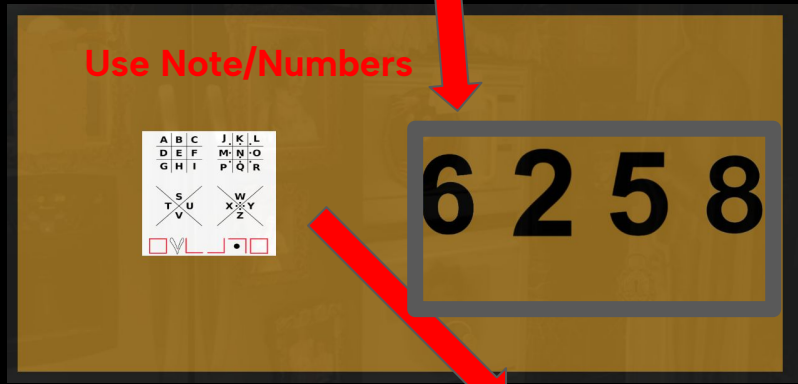 Use Note/Numbers
A B C J K L
D E F M N O
G H I P Q R
S W
T U X Y
V Z
6 2 5 8